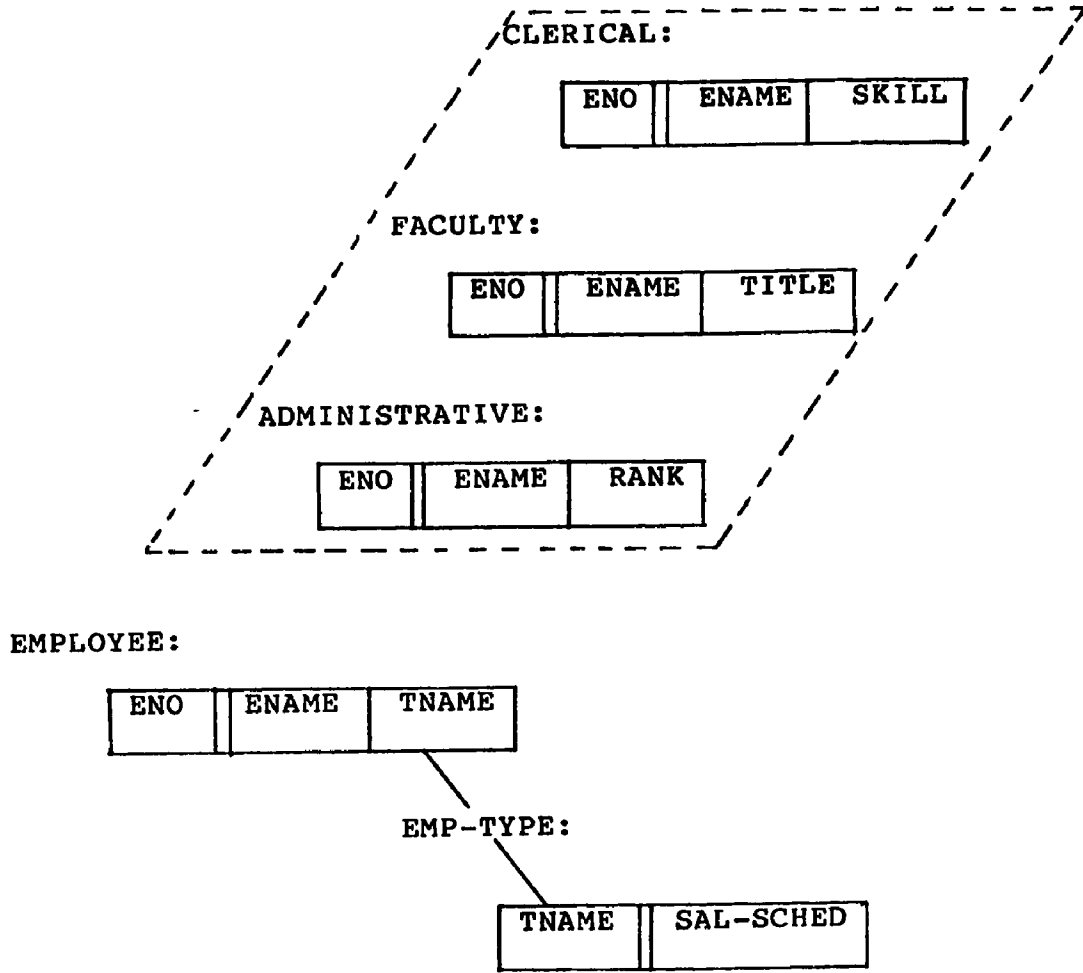 CLERICAL:
ENO ENAME SKILL
FACULTY:
ENO ENAME TITLE
ADMINISTRATIVE:
ENO ENAME RANK
EMPLOYEE:
ENO ENAME TNAME
EMP-TYPE:
TNAME SAL-SCHED